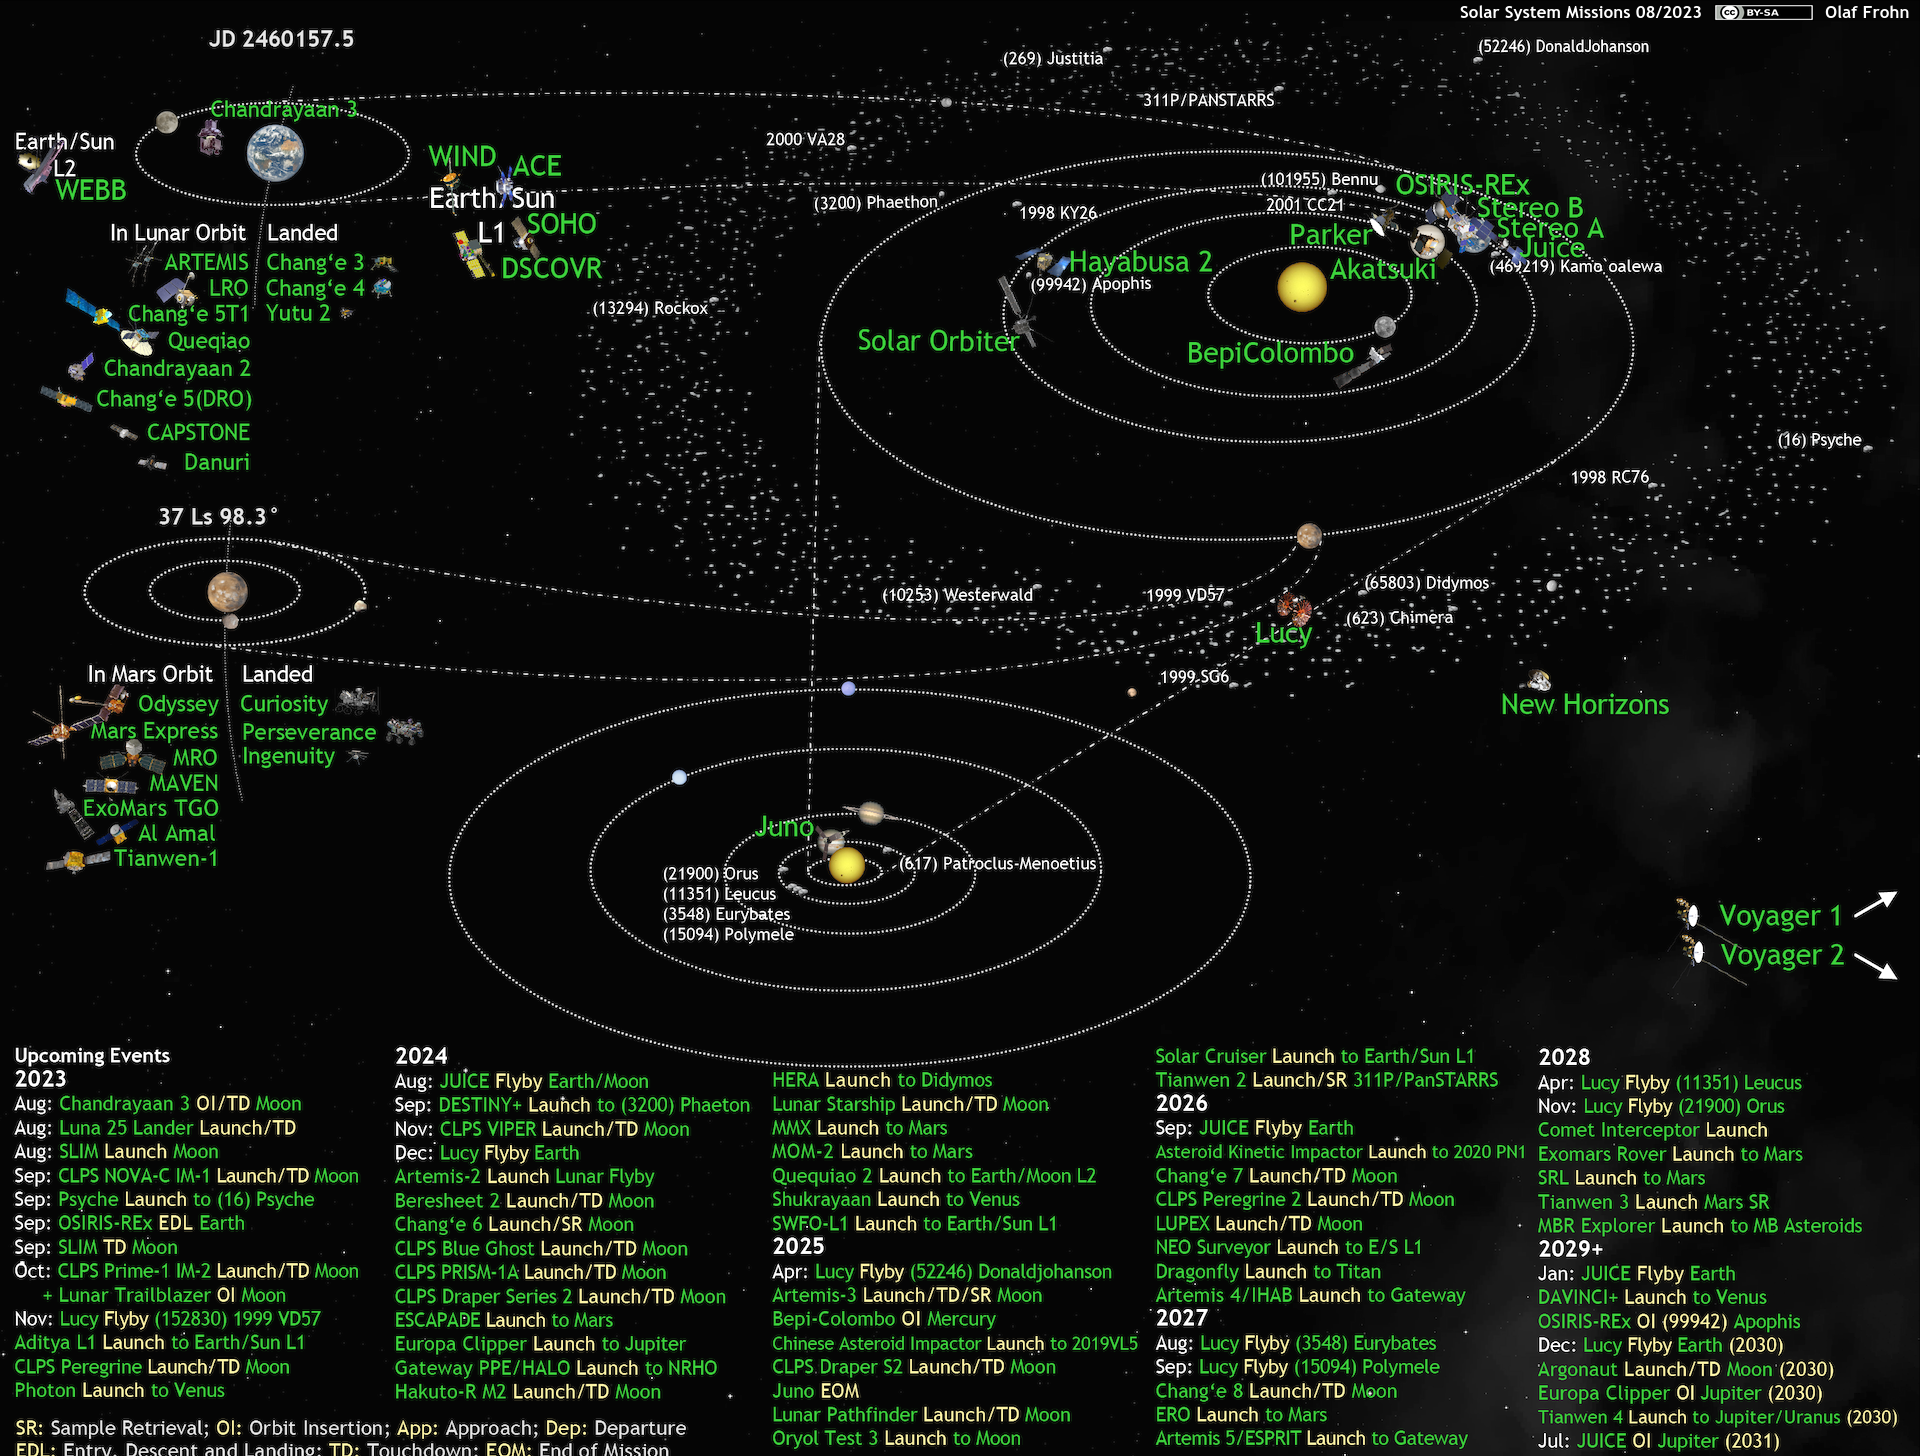 Solar System Missions 08/2023 cc BY-SA Olaf Frohn
JD 2460157.5
(269) Justitia
(52246) DonaldJohanson
311P/PANSTARRS
2000 VA28
Chandrayaan 3
Earth/Sun
L2
WEBB
WIND
ACE
Earth/Sun
L1
SOHO
DSCOVR
(3200) Phaethon
1998 KY26
(101955) Bennu
2001 CC21
OSIRIS-REx
Stereo B
Stereo A
Juice
Parker
Akatsuki
(469219) Kamo`oalewa
Hayabusa 2
(99942) Apophis
Solar Orbiter
BepiColombo
(13294) Rockox
In Lunar Orbit
ARTEMIS
LRO
Chang‘e 5T1
Queqiao
Chandrayaan 2
Chang‘e 5(DRO)
CAPSTONE
Danuri
Landed
Chang‘e 3
Chang‘e 4
Yutu 2
(16) Psyche
1998 RC76
37 Ls 98.3°
(10253) Westerwald
1999 VD57
(65803) Didymos
(623) Chimera
Lucy
1999 SG6
New Horizons
In Mars Orbit
Odyssey
Mars Express
MRO
MAVEN
ExoMars TGO
Al Amal
Tianwen-1
Landed
Curiosity
Perseverance
Ingenuity
Juno
(617) Patroclus-Menoetius
(21900) Orus
(11351) Leucus
(3548) Eurybates
(15094) Polymele
Voyager 1
Voyager 2
Upcoming Events
2023
Aug: Chandrayaan 3 OI/TD Moon
Aug: Luna 25 Lander Launch/TD
Aug: SLIM Launch Moon
Sep: CLPS NOVA-C IM-1 Launch/TD Moon
Sep: Psyche Launch to (16) Psyche
Sep: OSIRIS-REx EDL Earth
Sep: SLIM TD Moon
Oct: CLPS Prime-1 IM-2 Launch/TD Moon
+ Lunar Trailblazer OI Moon
Nov: Lucy Flyby (152830) 1999 VD57
Aditya L1 Launch to Earth/Sun L1
CLPS Peregrine Launch/TD Moon
Photon Launch to Venus
2024
Aug: JUICE Flyby Earth/Moon
Sep: DESTINY+ Launch to (3200) Phaeton
Nov: CLPS VIPER Launch/TD Moon
Dec: Lucy Flyby Earth
Artemis-2 Launch Lunar Flyby
Beresheet 2 Launch/TD Moon
Chang‘e 6 Launch/SR Moon
CLPS Blue Ghost Launch/TD Moon
CLPS PRISM-1A Launch/TD Moon
CLPS Draper Series 2 Launch/TD Moon
ESCAPADE Launch to Mars
Europa Clipper Launch to Jupiter
Gateway PPE/HALO Launch to NRHO
Hakuto-R M2 Launch/TD Moon
HERA Launch to Didymos
Lunar Starship Launch/TD Moon
MMX Launch to Mars
MOM-2 Launch to Mars
Quequiao 2 Launch to Earth/Moon L2
Shukrayaan Launch to Venus
SWFO-L1 Launch to Earth/Sun L1
2025
Apr: Lucy Flyby (52246) Donaldjohanson
Artemis-3 Launch/TD/SR Moon
Bepi-Colombo OI Mercury
Chinese Asteroid Impactor Launch to 2019VL5
CLPS Draper S2 Launch/TD Moon
Juno EOM
Lunar Pathfinder Launch/TD Moon
Oryol Test 3 Launch to Moon
Solar Cruiser Launch to Earth/Sun L1
Tianwen 2 Launch/SR 311P/PanSTARRS
2026
Sep: JUICE Flyby Earth
Asteroid Kinetic Impactor Launch to 2020 PN1
Chang‘e 7 Launch/TD Moon
CLPS Peregrine 2 Launch/TD Moon
LUPEX Launch/TD Moon
NEO Surveyor Launch to E/S L1
Dragonfly Launch to Titan
Artemis 4/IHAB Launch to Gateway
2027
Aug: Lucy Flyby (3548) Eurybates
Sep: Lucy Flyby (15094) Polymele
Chang‘e 8 Launch/TD Moon
ERO Launch to Mars
Artemis 5/ESPRIT Launch to Gateway
2028
Apr: Lucy Flyby (11351) Leucus
Nov: Lucy Flyby (21900) Orus
Comet Interceptor Launch
Exomars Rover Launch to Mars
SRL Launch to Mars
Tianwen 3 Launch Mars SR
MBR Explorer Launch to MB Asteroids
2029+
Jan: JUICE Flyby Earth
DAVINCI+ Launch to Venus
OSIRIS-REx OI (99942) Apophis
Dec: Lucy Flyby Earth (2030)
Argonaut Launch/TD Moon (2030)
Europa Clipper OI Jupiter (2030)
Tianwen 4 Launch to Jupiter/Uranus (2030)
Jul: JUICE OI Jupiter (2031)
SR: Sample Retrieval; OI: Orbit Insertion; App: Approach; Dep: Departure
EDL: Entry, Descent and Landing; TD: Touchdown; EOM: End of Mission